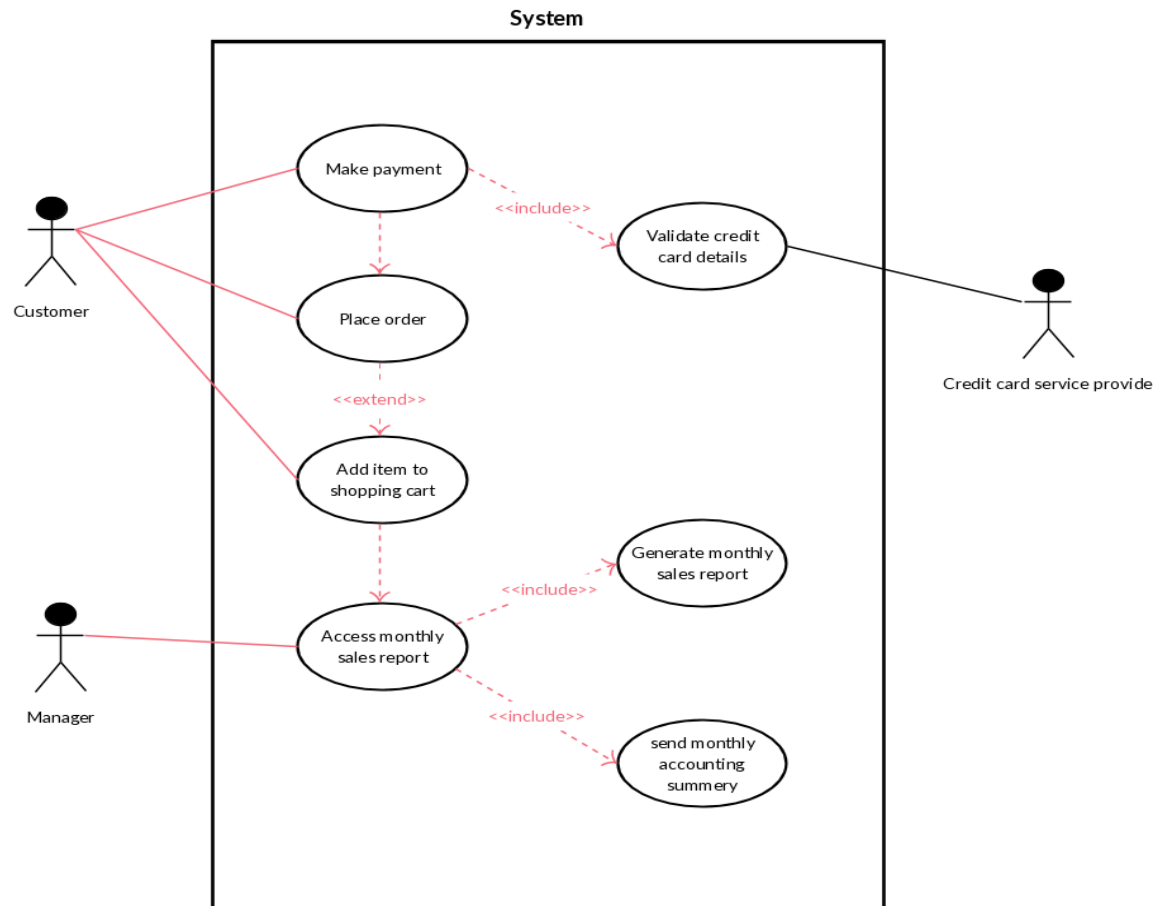 System
Make payment
<<include>>
Validate credit
card details
Customer
Place order
Credit card service provide
<<extend>>
Add item to
shopping cart
Generate monthly
sales report
<<include>>
Access monthly
sales report
Manager
<<include>>
send monthly
accounting
summery